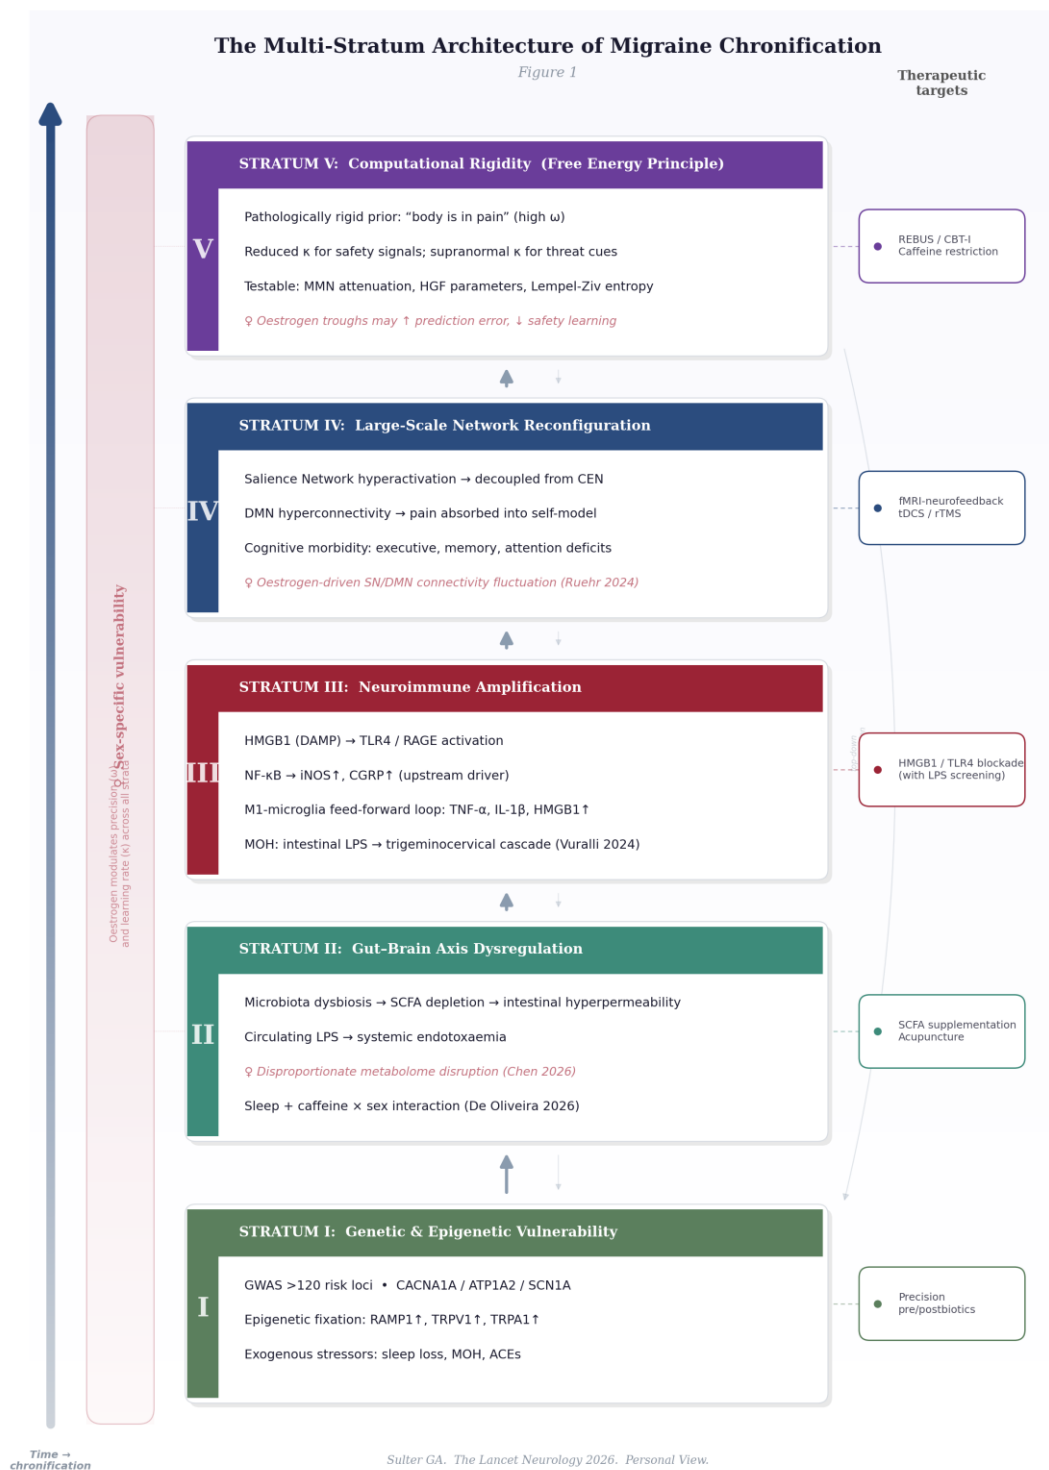 The Multi-Stratum Architecture of Migraine Chronification
Figure 1
Therapeutic
targets
STRATUM V: Computational Rigidity (Free Energy Principle)
V
Pathologically rigid prior: “body is in pain” (high ω)
Reduced κ for safety signals; supranormal κ for threat cues
Testable: MMN attenuation, HGF parameters, Lempel-Ziv entropy
♀ Oestrogen troughs may ↑ prediction error, ↓ safety learning
REBUS / CBT-I
Caffeine restriction
STRATUM IV: Large-Scale Network Reconfiguration
IV
Salience Network hyperactivation → decoupled from CEN
DMN hyperconnectivity → pain absorbed into self-model
Cognitive morbidity: executive, memory, attention deficits
♀ Oestrogen-driven SN/DMN connectivity fluctuation (Ruehr 2024)
fMRI-neurofeedback
tDCS / rTMS
♀ Sex-specific vulnerability
Oestrogen modulates precision (ω)
and learning rate (κ) across all strata
STRATUM III: Neuroimmune Amplification
III
HMGB1 (DAMP) → TLR4 / RAGE activation
NF-κB → iNOS↑, CGRP↑ (upstream driver)
M1-microglia feed-forward loop: TNF-α, IL-1β, HMGB1↑
MOH: intestinal LPS → trigeminocervical cascade (Vuralli 2024)
HMGB1 / TLR4 blockade
(with LPS screening)
STRATUM II: Gut–Brain Axis Dysregulation
II
Microbiota dysbiosis → SCFA depletion → intestinal hyperpermeability
Circulating LPS → systemic endotoxaemia
♀ Disproportionate metabolome disruption (Chen 2026)
Sleep + caffeine × sex interaction (De Oliveira 2026)
SCFA supplementation
Acupuncture
STRATUM I: Genetic & Epigenetic Vulnerability
I
GWAS >120 risk loci • CACNA1A / ATP1A2 / SCN1A
Epigenetic fixation: RAMP1↑, TRPV1↑, TRPA1↑
Exogenous stressors: sleep loss, MOH, ACEs
Precision
pre/postbiotics
Time →
chronification
Sulter GA. The Lancet Neurology 2026. Personal View.